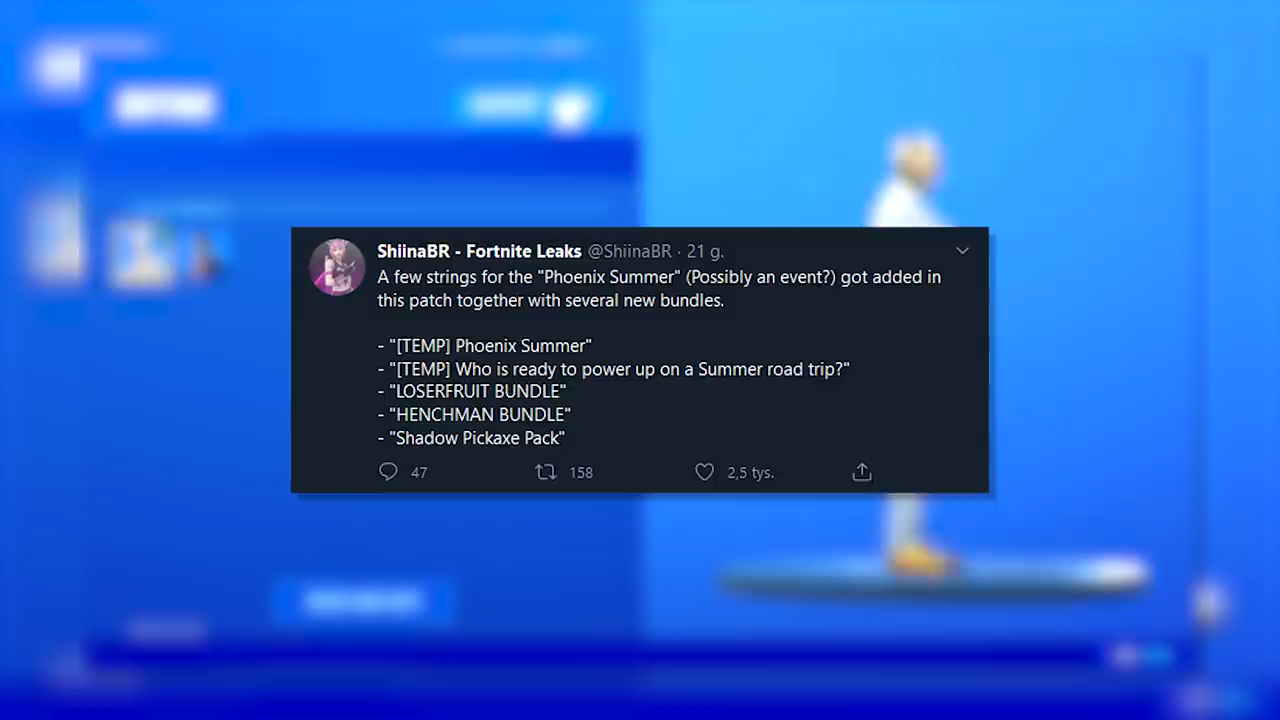 ShiinaBR - Fortnite Leaks @ShiinaBR · 21 g.
A few strings for the "Phoenix Summer" (Possibly an event?) got added in
this patch together with several new bundles.
- "[TEMP] Phoenix Summer"
- "[TEMP] Who is ready to power up on a Summer road trip?"
- "LOSERFRUIT BUNDLE"
- "HENCHMAN BUNDLE"
- "Shadow Pickaxe Pack"
47 158 2,5 tys.